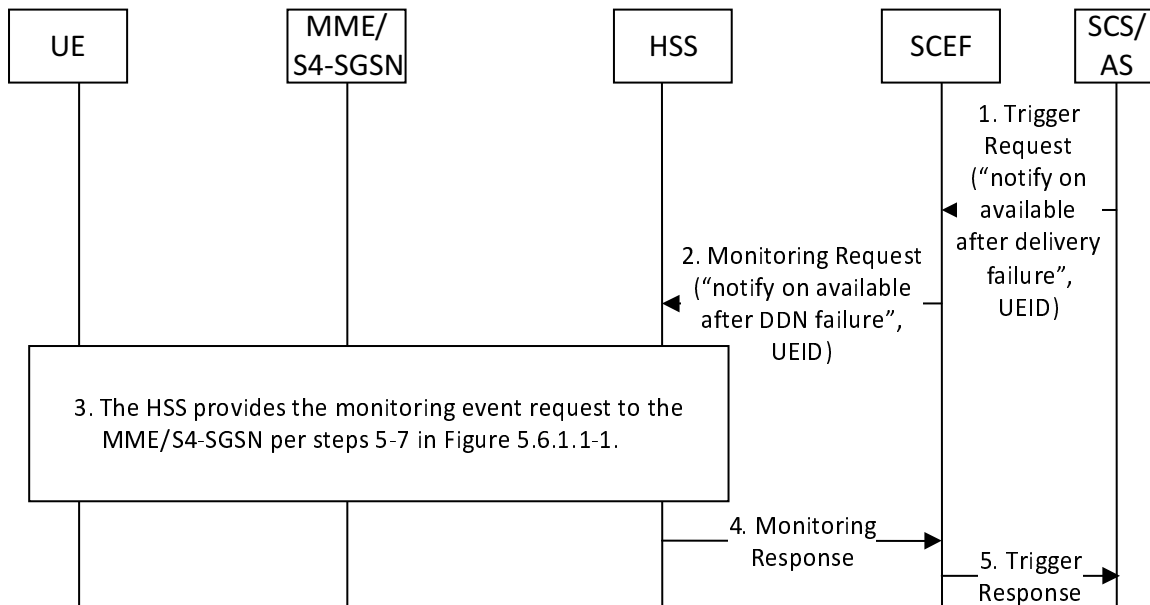 UE
MME/
S4-SGSN
HSS
SCEF
SCS/
AS
1. Trigger
Request
(“notify on
available
after delivery
failure”,
UEID)
2. Monitoring Request
(“notify on available
after DDN failure”,
UEID)
3. The HSS provides the monitoring event request to the
MME/S4-SGSN per steps 5-7 in Figure 5.6.1.1-1.
4. Monitoring
Response
5. Trigger
Response